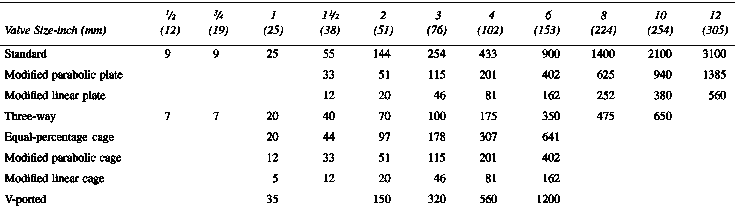 ½ ¾ 1 1½ 2 3 4 6 8 10 12
Valve Size-inch (mm) (12) (19) (25) (38) (51) (76) (102) (153) (224) (254) (305)
Standard 9 9 25 55 144 254 433 900 1400 2100 3100
Modified parabolic plate 33 51 115 201 402 625 940 1385
Modified linear plate 12 20 46 81 162 252 380 560
Three-way 7 7 20 40 70 100 175 350 475 650
Equal-percentage cage 20 44 97 178 307 641
Modified parabolic cage 12 33 51 115 201 402
Modified linear cage 5 12 20 46 81 162
V-ported 35 150 320 560 1200